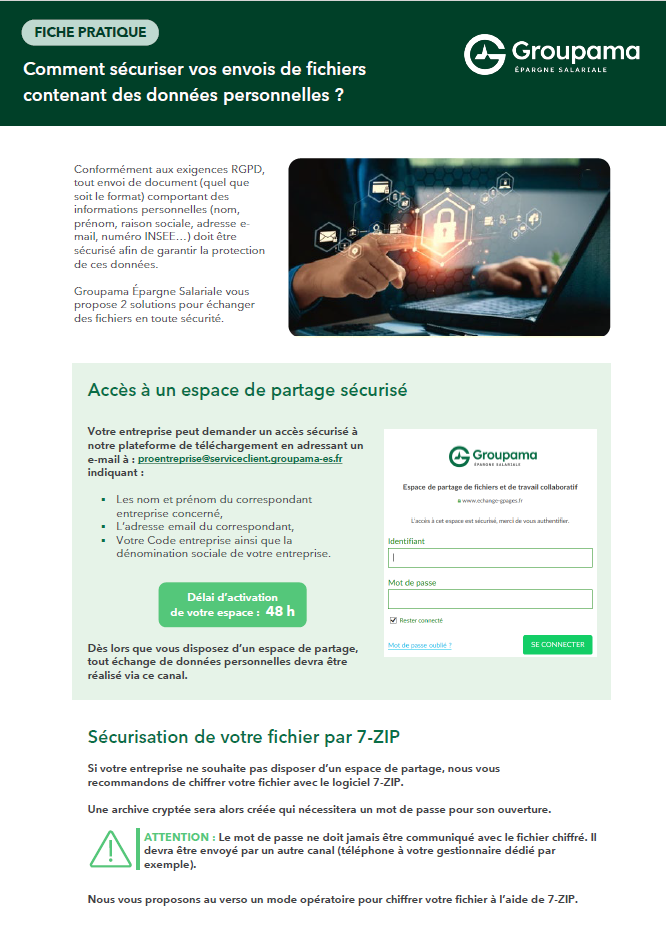 FICHE PRATIQUE
Comment sécuriser vos envois de fichiers
contenant des données personnelles ?
Groupama
ÉPARGNE SALARIALE
Conformément aux exigences RGPD,
tout envoi de document (quel que
soit le format) comportant des
informations personnelles (nom,
prénom, raison sociale, adresse e-
mail, numéro INSEE…) doit être
sécurisé afin de garantir la protection
de ces données.
Groupama Épargne Salariale vous
propose 2 solutions pour échanger
des fichiers en toute sécurité.
Accès à un espace de partage sécurisé
Votre entreprise peut demander un accès sécurisé à
notre plateforme de téléchargement en adressant un
e-mail à : proentreprise@serviceclient.groupama-es.fr
indiquant :
▪ Les nom et prénom du correspondant
entreprise concerné,
▪ L'adresse email du correspondant,
▪ Votre Code entreprise ainsi que la
dénomination sociale de votre entreprise.
Délai d'activation
de votre espace : 48 h
Dès lors que vous disposez d'un espace de partage,
tout échange de données personnelles devra être
réalisé via ce canal.
Groupama
ÉPARGNE SALARIALE
Espace de partage de fichiers et de travail collaboratif
www.echange-gpages.fr
L'accès à cet espace est sécurisé, merci de vous authentifier.
Identifiant
Mot de passe
Rester connecté
Mot de passe oublié ?
SE CONNECTER
Sécurisation de votre fichier par 7-ZIP
Si votre entreprise ne souhaite pas disposer d'un espace de partage, nous vous
recommandons de chiffrer votre fichier avec le logiciel 7-ZIP.
Une archive cryptée sera alors créée qui nécessitera un mot de passe pour son ouverture.
ATTENTION : Le mot de passe ne doit jamais être communiqué avec le fichier chiffré. Il
devra être envoyé par un autre canal (téléphone à votre gestionnaire dédié par
exemple).
Nous vous proposons au verso un mode opératoire pour chiffrer votre fichier à l'aide de 7-ZIP.